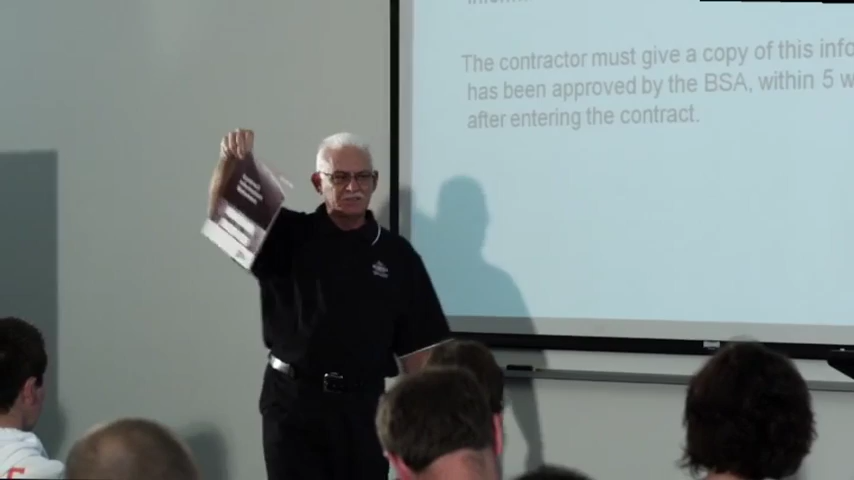 The contractor must give a copy of this info
has been approved by the BSA, within 5 w
after entering the contract.